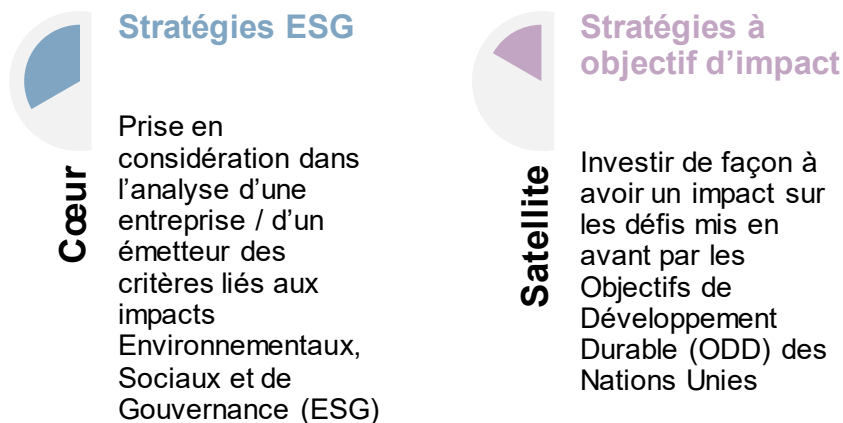 Stratégies ESG
Cœur
Prise en
considération dans
l’analyse d’une
entreprise / d’un
émetteur des
critères liés aux
impacts
Environnementaux,
Sociaux et de
Gouvernance (ESG)
Stratégies à
objectif d’impact
Satellite
Investir de façon à
avoir un impact sur
les défis mis en
avant par les
Objectifs de
Développement
Durable (ODD) des
Nations Unies